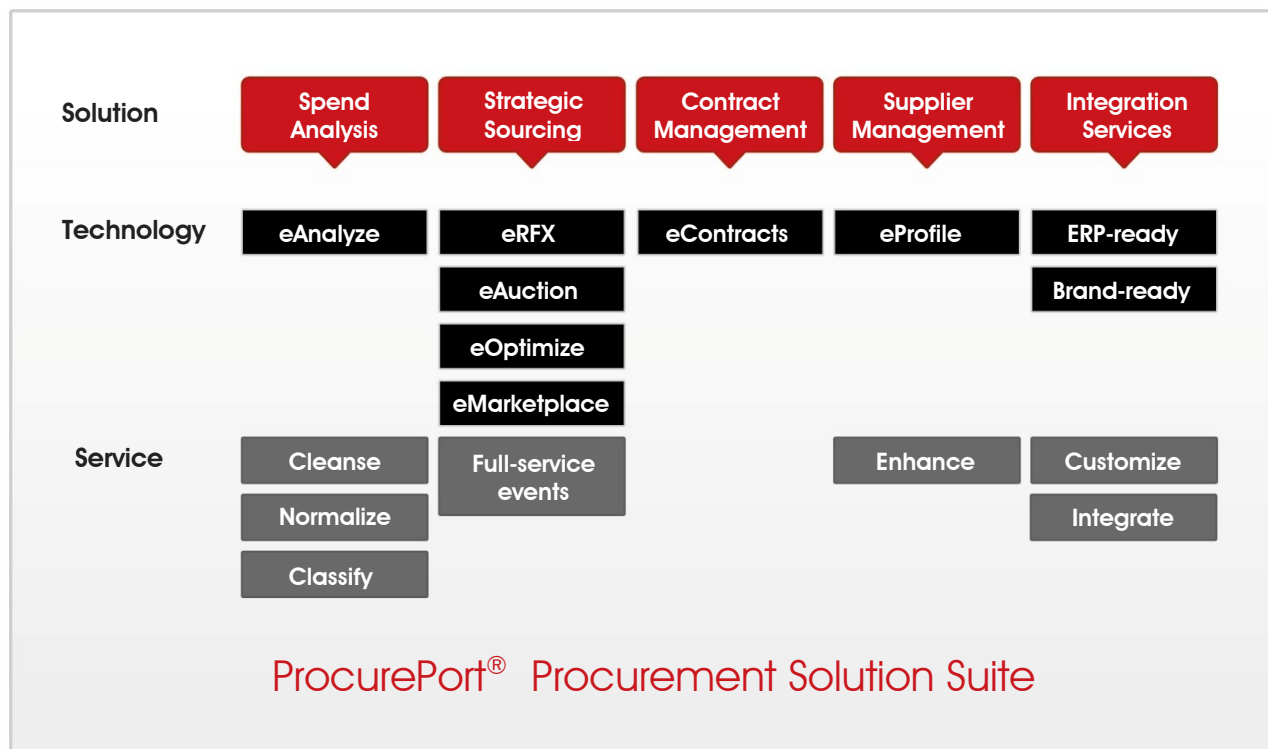 Solution
Spend
Analysis
Strategic
Sourcing
Contract
Management
Supplier
Management
Integration
Services
Technology
eAnalyze
eRFX
eContracts
eProfile
ERP-ready
eAuction
Brand-ready
eOptimize
eMarketplace
Service
Cleanse
Full-service
events
Enhance
Customize
Normalize
Integrate
Classify
ProcurePort® Procurement Solution Suite